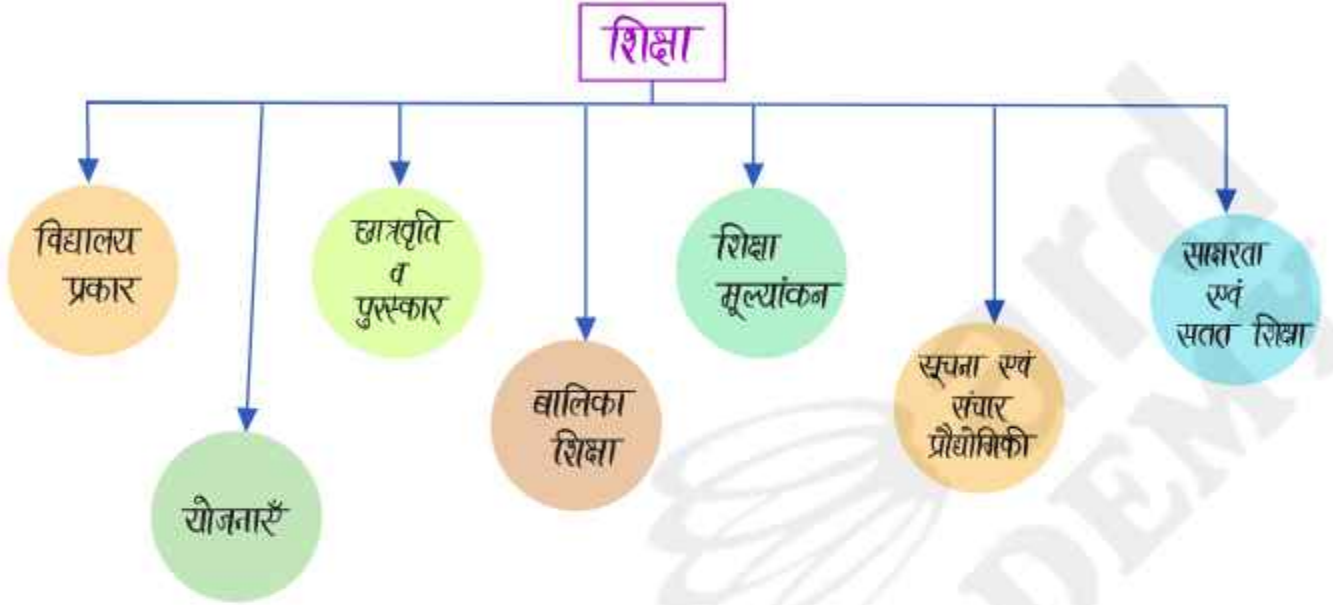 शिक्षा
विद्यालय
प्रकार
योजनाएँ
छात्रवृति
व
पुरस्कार
बालिका
शिक्षा
शिक्षा
मूल्यांकन
सूचना एवं
संचार
प्रौद्योगिकी
साक्षरता
एवं
सतत शिक्षा